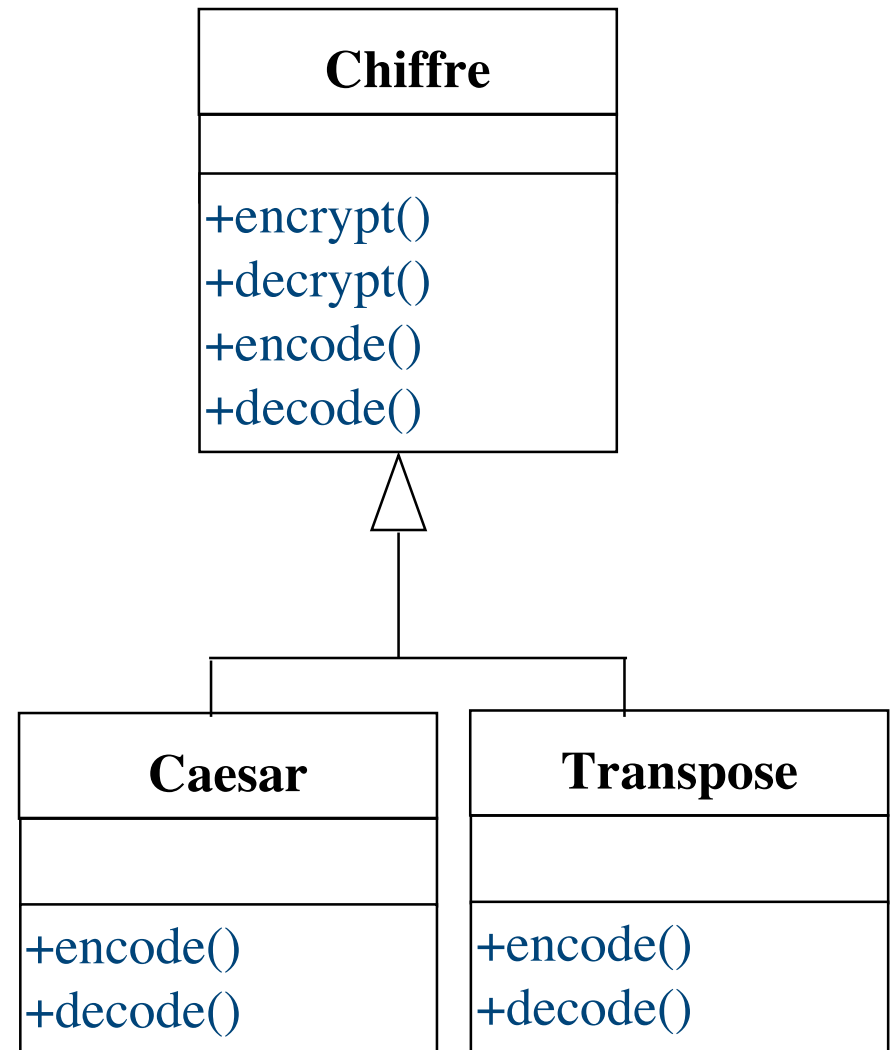 Chiffre
+encrypt()
+decrypt()
+encode()
+decode()
Caesar
+encode()
+decode()
Transpose
+encode()
+decode()